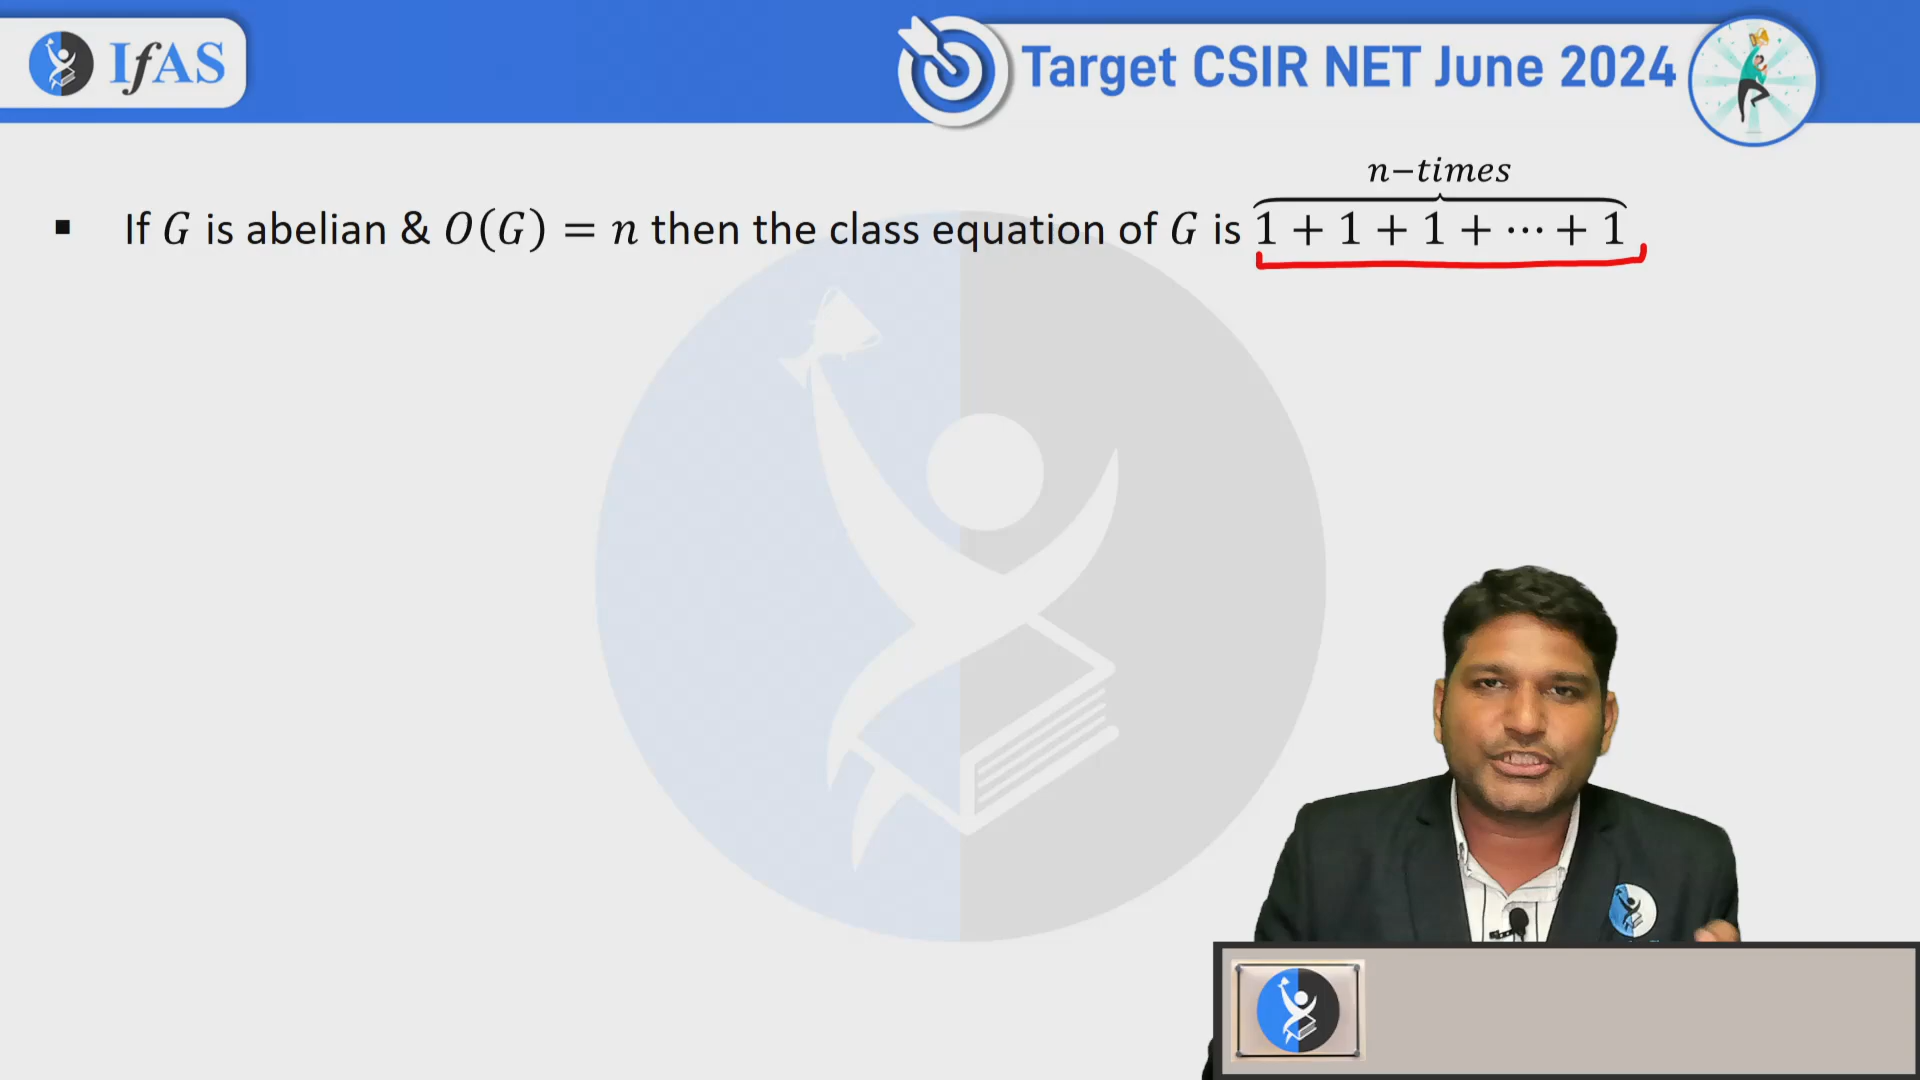 IfAS
Target CSIR NET June 2024
n−times
▪ If G is abelian & O(G) = n then the class equation of G is 1 + 1 + 1 + ⋯ + 1